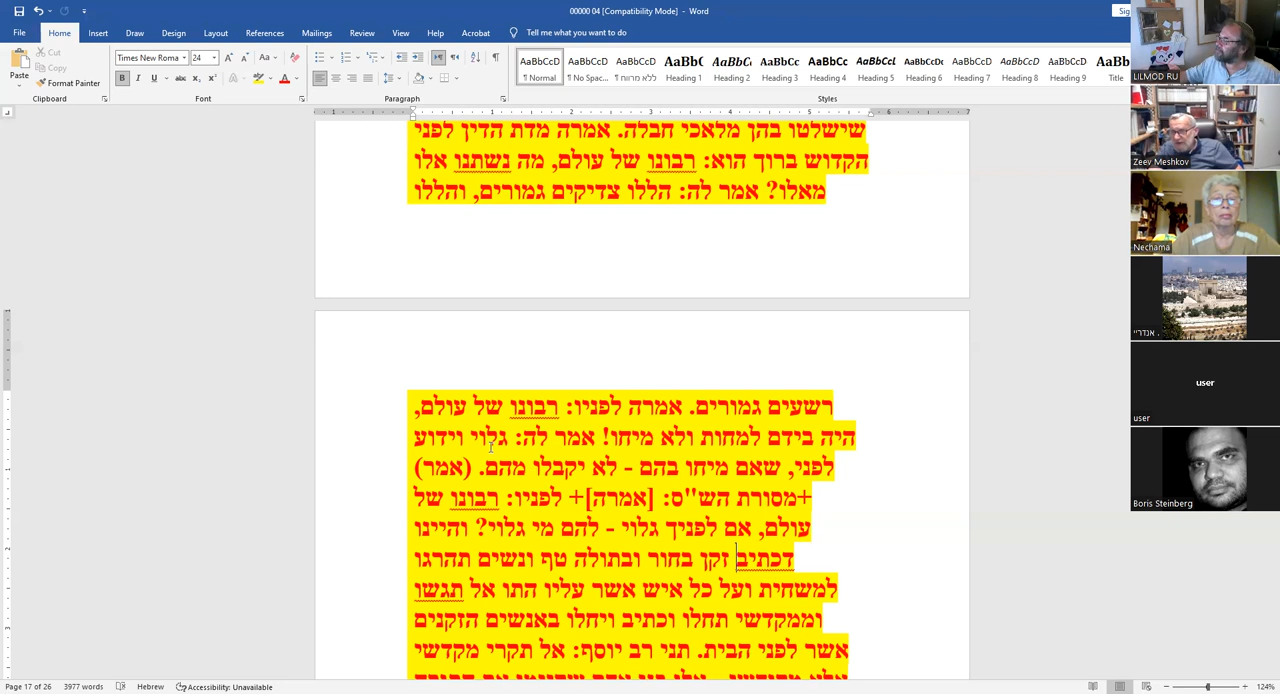 00000 04 [Compatibility Mode] - Word
File Home Insert Draw Design Layout References Mailings Review View Help Acrobat Tell me what you want to do
Paste
Cut
Copy
Format Painter
Times New Roma 24
Clipboard Font Paragraph Styles
AaBbCcD AaBbCcD AaBbCcD AaBbC AaBbC AaBbCc AaBbCc AaBbCcL AaBbCcL AaBbCcD AaBbCcD AaBbCcD AaBb(
¶ Normal ¶ No Spac... ללא מרווח ¶ Heading 1 Heading 2 Heading 3 Heading 4 Heading 5 Heading 6 Heading 7 Heading 8 Heading 9 Title
שישלטו בהן מלאכי חבלה. אמרה מדת הדין לפני
הקדוש ברוך הוא: רבונו של עולם, מה נשתנו אלו
מאלו? אמר לה: הללו צדיקים גמורים, והללו
רשעים גמורים. אמרה לפניו: רבונו של עולם,
היה בידם למחות ולא מיחו! אמר לה: גלוי וידוע
לפני, שאם מיחו בהם - לא יקבלו מהם. (אמר)
+מסורת הש"ס: [אמרה]+ לפניו: רבונו של
עולם, אם לפניך גלוי - להם מי גלוי? והיינו
דכתיב זקן בחור ובתולה טף ונשים תהרגו
למשחית ועל כל איש אשר עליו התו אל תגשו
וממקדשי תחלו וכתיב ויחלו באנשים הזקנים
אשר לפני הבית. תני רב יוסף: אל תקרי מקדשי
LILMOD RU
Zeev Meshkov
Nechama
אנדריי .
user
user
Boris Steinberg
Page 17 of 26 3977 words Hebrew Accessibility: Unavailable 124%